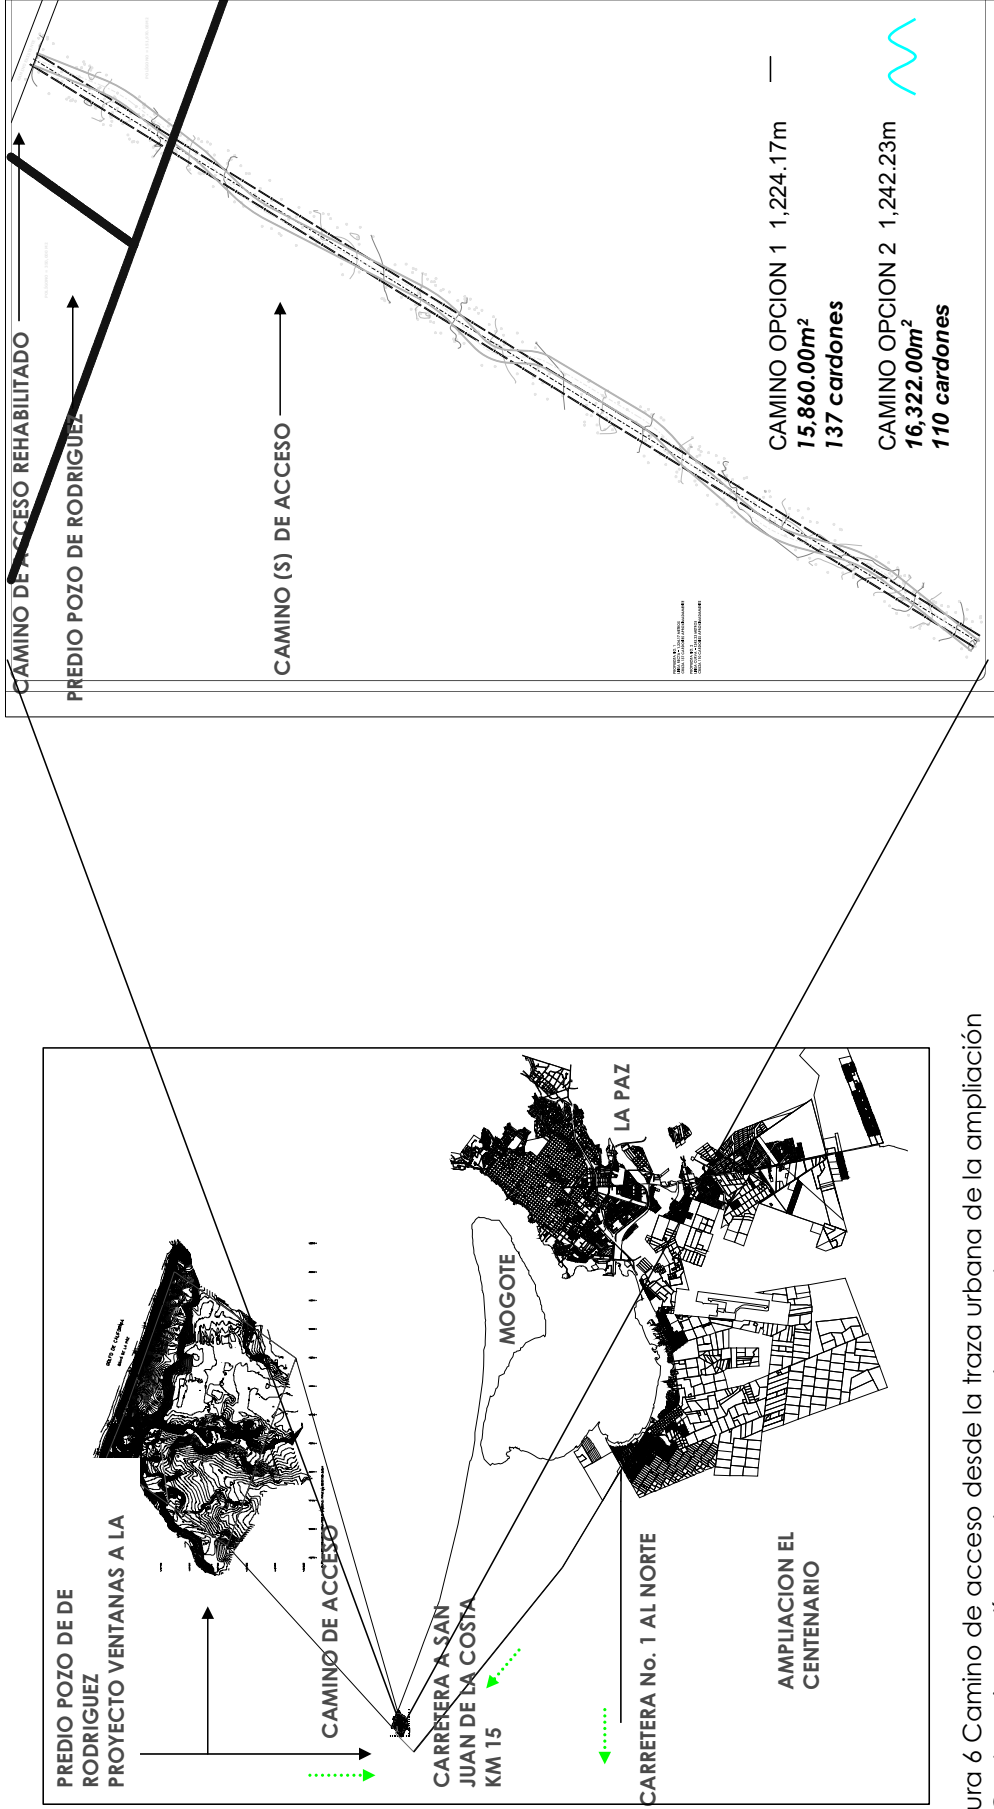 PREDIO POZO DE DE
RODRIGUEZ
PROYECTO VENTANAS A LA
CAMINO DE ACCESO
CARRETERA A SAN
JUAN DE LA COSTA
KM 15
CARRETERA No. 1 AL NORTE
AMPLIACION EL
CENTENARIO
MOGOTE
LA PAZ
GOLFO DE CALIFORNIA
CAMINO DE ACCESO REHABILITADO
PREDIO POZO DE RODRIGUEZ
CAMINO (S) DE ACCESO
CAMINO OPCION 1 1,224.17m
15,860.00m²
137 cardones
CAMINO OPCION 2 1,242.23m
16,322.00m²
110 cardones
ura 6 Camino de acceso desde la traza urbana de la ampliación